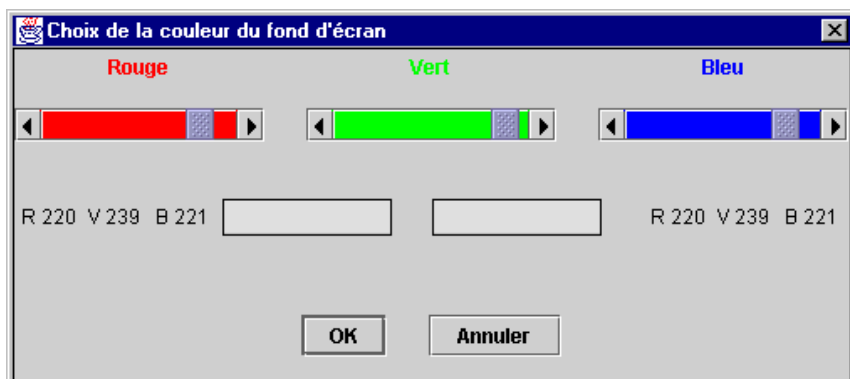 Choix de la couleur du fond d'écran
Rouge Vert Bleu
R 220 V 239 B 221 R 220 V 239 B 221
OK Annuler